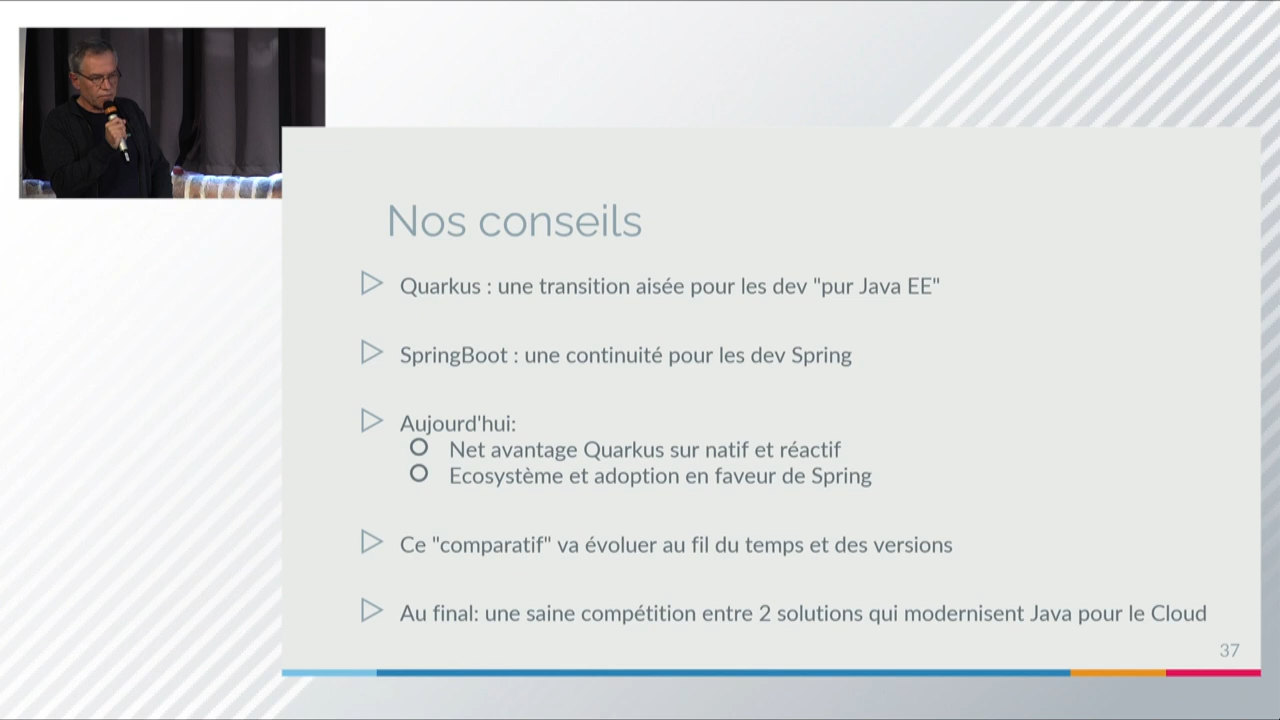 Nos conseils
Quarkus : une transition aisée pour les dev "pur Java EE"
SpringBoot : une continuité pour les dev Spring
Aujourd'hui:
Net avantage Quarkus sur natif et réactif
Ecosystème et adoption en faveur de Spring
Ce "comparatif" va évoluer au fil du temps et des versions
Au final: une saine compétition entre 2 solutions qui modernisent Java pour le Cloud
37